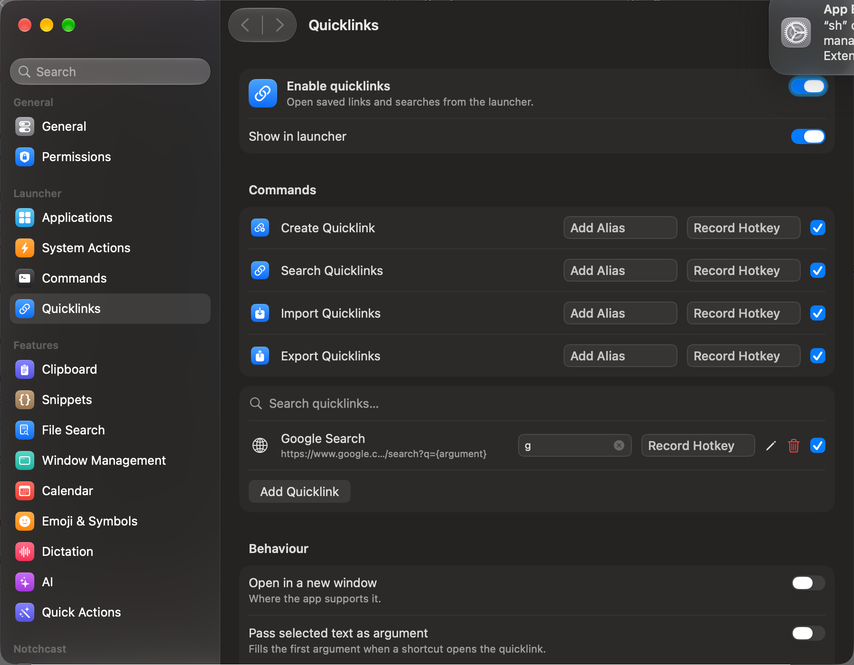 Quicklinks
App B
"sh" c
mana
Exten
Search
General
General
Permissions
Launcher
Applications
System Actions
Commands
Quicklinks
Features
Clipboard
Snippets
File Search
Window Management
Calendar
Emoji & Symbols
Dictation
AI
Quick Actions
Notchcast
Enable quicklinks
Open saved links and searches from the launcher.
Show in launcher
Commands
Create Quicklink Add Alias Record Hotkey
Search Quicklinks Add Alias Record Hotkey
Import Quicklinks Add Alias Record Hotkey
Export Quicklinks Add Alias Record Hotkey
Search quicklinks...
Google Search g Record Hotkey
https://www.google.c.../search?q={argument}
Add Quicklink
Behaviour
Open in a new window
Where the app supports it.
Pass selected text as argument
Fills the first argument when a shortcut opens the quicklink.